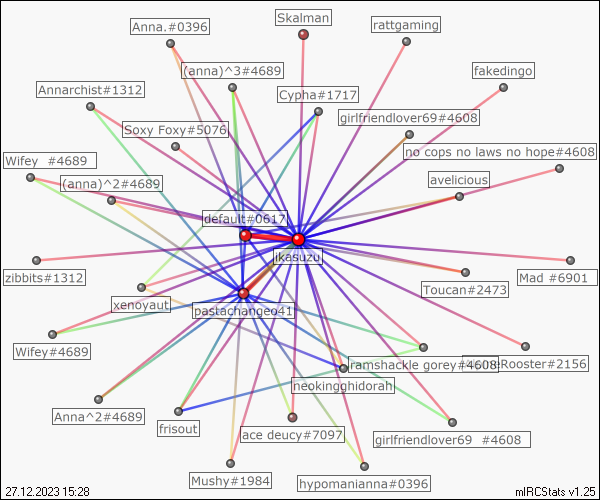 Skalman
Anna.#0396
rattgaming
(anna)^3#4689
fakedingo
Annarchist#1312
Cypha#1717
girlfriendlover69#4608
Soxy Foxy#5076
no cops no laws no hope#4608
Wifey  #4689
(anna)^2#4689
avelicious
default#0617
ikasuzu
zibbits#1312
Mad #6901
Toucan#2473
xenoyaut
pastachangeo41
Wifey#4689
iramshackle gorey#4608
Rooster#2156
neokingghidorah
Anna^2#4689
frisout
ace deucy#7097
girlfriendlover69  #4608
Mushy#1984
hypomanianna#0396
27.12.2023 15:28
mIRCStats v1.25